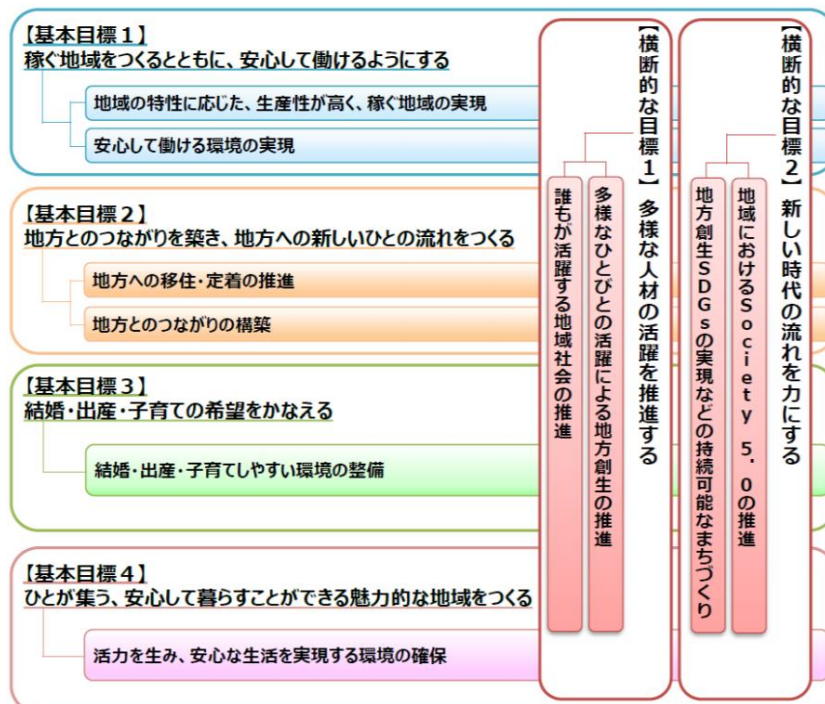 【基本目標１】
稼ぐ地域をつくるとともに、安心して働けるようにする
地域の特性に応じた、生産性が高く、稼ぐ地域の実現
安心して働ける環境の実現
【基本目標２】
地方とのつながりを築き、地方への新しいひとの流れをつくる
地方への移住・定着の推進
地方とのつながりの構築
【基本目標３】
結婚・出産・子育ての希望をかなえる
結婚・出産・子育てしやすい環境の整備
【基本目標４】
ひとが集う、安心して暮らすことができる魅力的な地域をつくる
活力を生み、安心な生活を実現する環境の確保
【横断的な目標１】多様な人材の活躍を推進する
多様なひとびとの活躍による地方創生の推進
誰もが活躍する地域社会の推進
【横断的な目標２】新しい時代の流れを力にする
地域におけるＳｏｃｉｅｔｙ　５．０の推進
地方創生ＳＤＧｓの実現などの持続可能なまちづくり